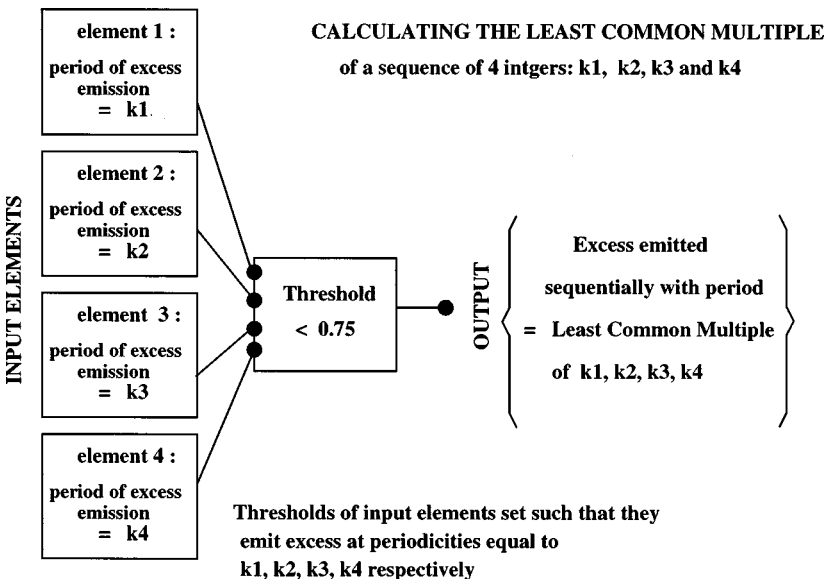 CALCULATING THE LEAST COMMON MULTIPLE
of a sequence of 4 intgers: k1, k2, k3 and k4
INPUT ELEMENTS
element 1 :
period of excess
emission
= k1
element 2 :
period of excess
emission
= k2
element 3 :
period of excess
emission
= k3
element 4 :
period of excess
emission
= k4
Threshold
< 0.75
OUTPUT
Excess emitted
sequentially with period
= Least Common Multiple
of k1, k2, k3, k4
Thresholds of input elements set such that they
emit excess at periodicities equal to
k1, k2, k3, k4 respectively